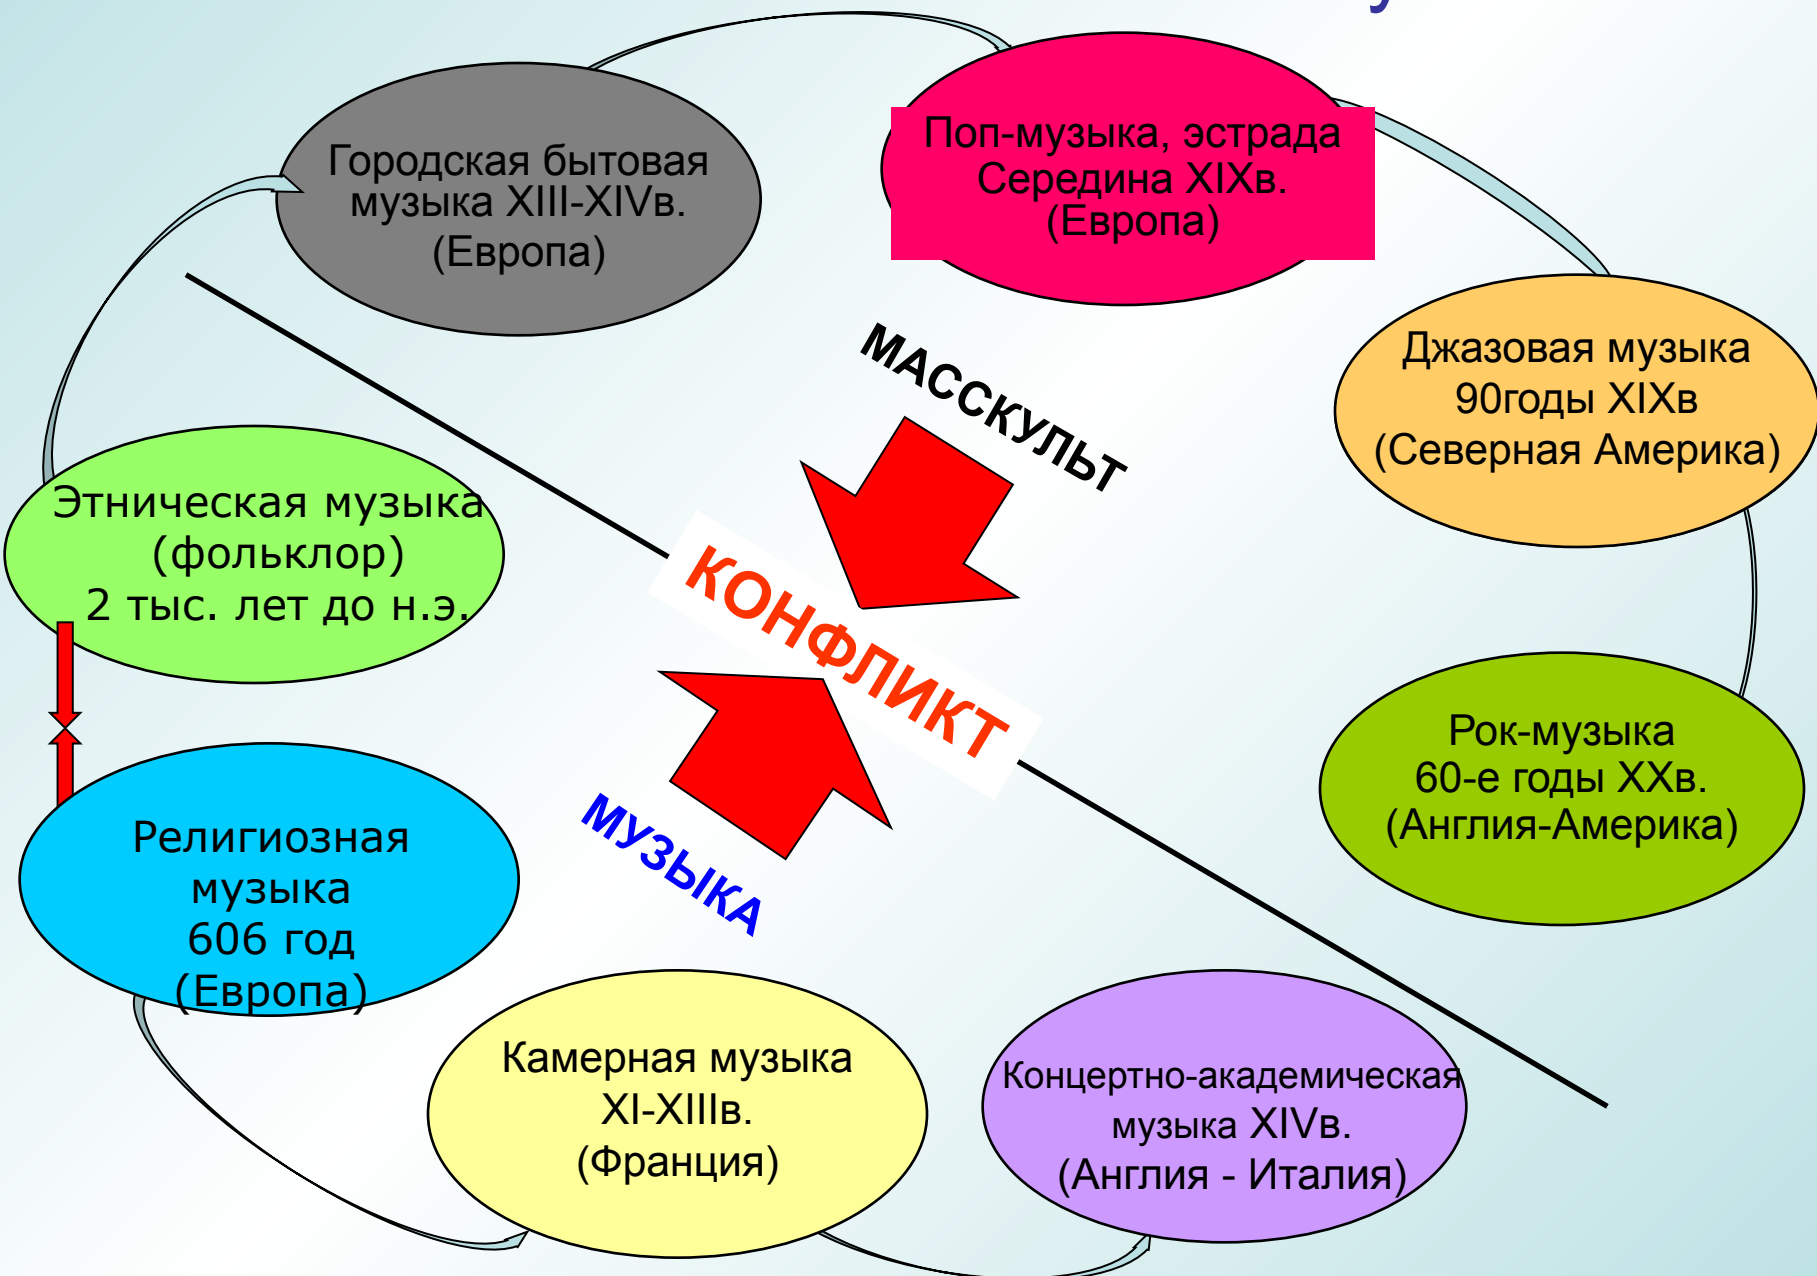 Городская бытовая
музыка XIII-XIVв.
(Европа)
Поп-музыка, эстрада
Середина XIXв.
(Европа)
Джазовая музыка
90годы XIXв
(Северная Америка)
МАССКУЛЬТ
Этническая музыка
(фольклор)
2 тыс. лет до н.э.
КОНФЛИКТ
Рок-музыка
60-е годы XXв.
(Англия-Америка)
МУЗЫКА
Религиозная
музыка
606 год
(Европа)
Камерная музыка
XI-XIIIв.
(Франция)
Концертно-академическая
музыка XIVв.
(Англия - Италия)